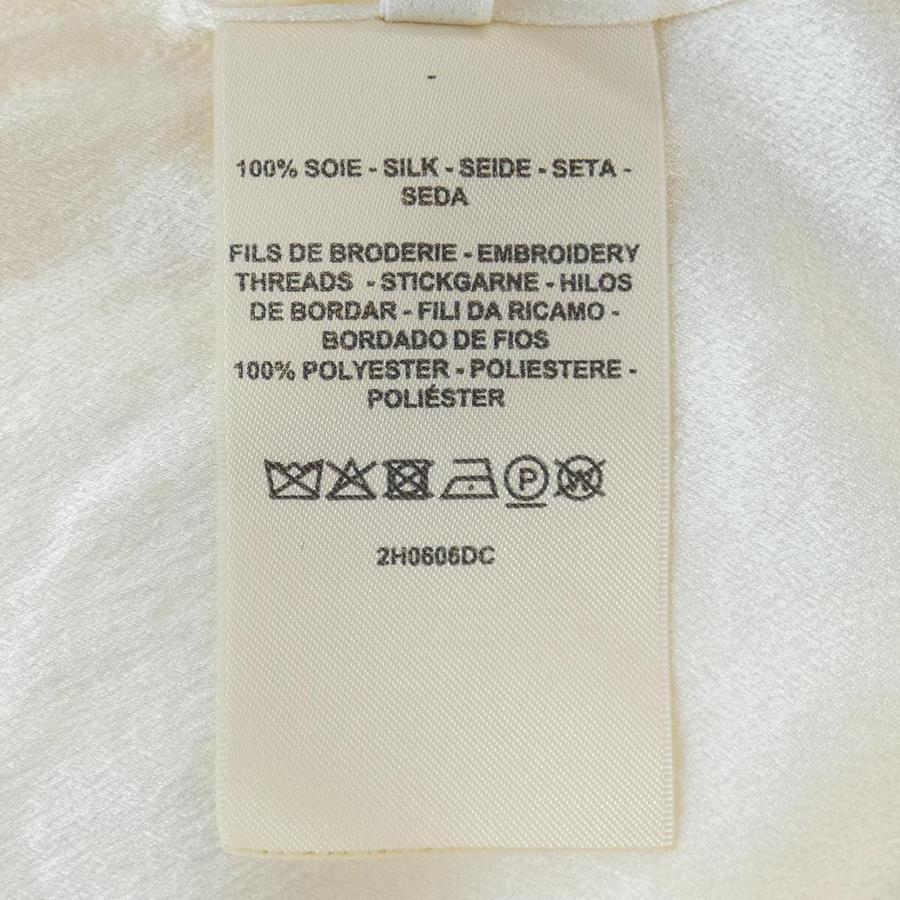 -
100% SOIE - SILK - SEIDE - SETA -
SEDA
FILS DE BRODERIE - EMBROIDERY
THREADS - STICKGARNE - HILOS
DE BORDAR - FILI DA RICAMO -
BORDADO DE FIOS
100% POLYESTER - POLIESTERE -
POLIÉSTER
P W
2H0606DC